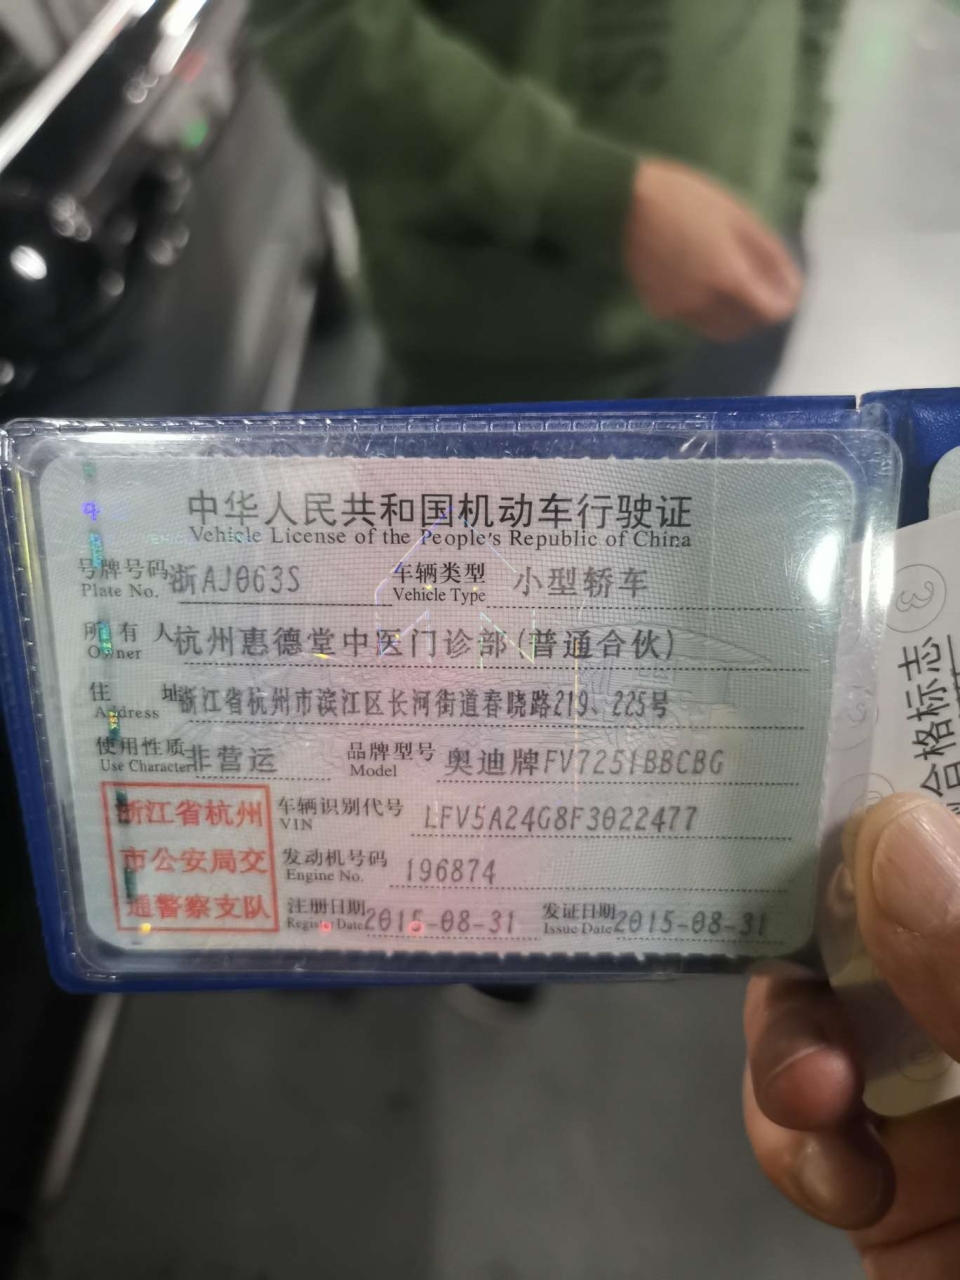 中华人民共和国机动车行驶证
Vehicle License of the People's Republic of China
号牌号码 浙AJ063S 车辆类型 小型轿车
Plate No. Vehicle Type
所有人 杭州惠德堂中医门诊部(普通合伙)
Owner
住址 浙江省杭州市滨江区长河街道春晓路219、225号
Address
使用性质 非营运 品牌型号 奥迪牌FV7251BBCBG
Use Character Model
浙江省杭州
市公安局交
通警察支队
车辆识别代号 LFV5A24G8F3022477
VIN
发动机号码 196874
Engine No.
注册日期 2015-08-31 发证日期 2015-08-31
Register Date Issue Date
合格标志
③